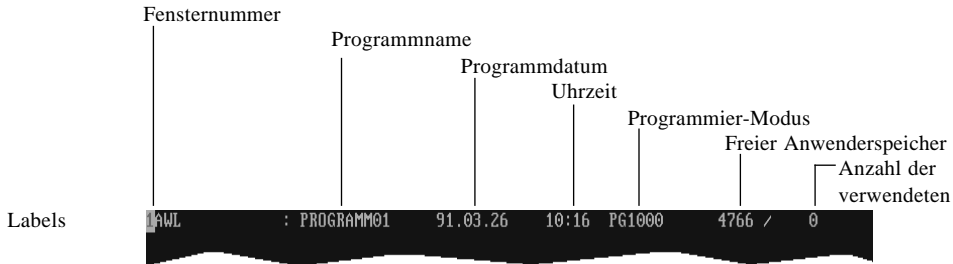 Fensternummer
Programmname
Programmdatum
Uhrzeit
Programmier-Modus
Freier Anwenderspeicher
Anzahl der
verwendeten
Labels
1AWL : PROGRAMM01 91.03.26 10:16 PG1000 4766 / 0